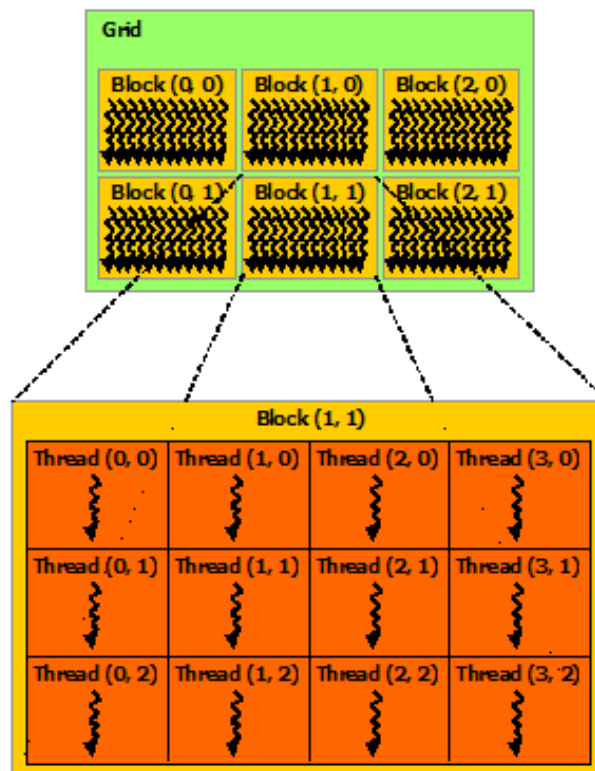 Grid
Block (0, 0) Block (1, 0) Block (2, 0)
Block (0, 1) Block (1, 1) Block (2, 1)
Block (1, 1)
Thread (0, 0) Thread (1, 0) Thread (2, 0) Thread (3, 0)
Thread (0, 1) Thread (1, 1) Thread (2, 1) Thread (3, 1)
Thread (0, 2) Thread (1, 2) Thread (2, 2) Thread (3, 2)